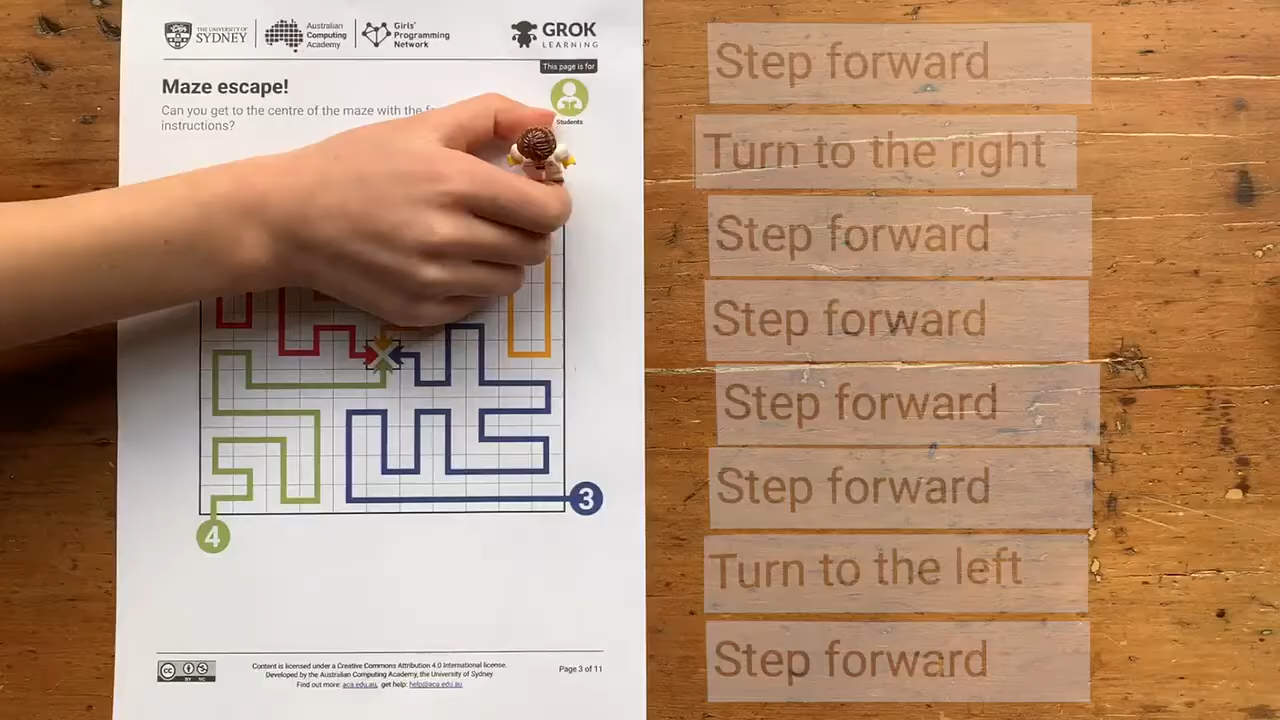 THE UNIVERSITY OF
SYDNEY
Australian
Computing
Academy
Girls'
Programming
Network
GROK
LEARNING
This page is for
Students
Maze escape!
Can you get to the centre of the maze with the
instructions?
3
4
Step forward
Turn to the right
Step forward
Step forward
Step forward
Step forward
Turn to the left
Step forward
Content is licensed under a Creative Commons Attribution 4.0 International license.
Developed by the Australian Computing Academy, the University of Sydney
Find out more: aca.edu.au, get help: help@aca.edu.au
Page 3 of 11
cc
BY NC